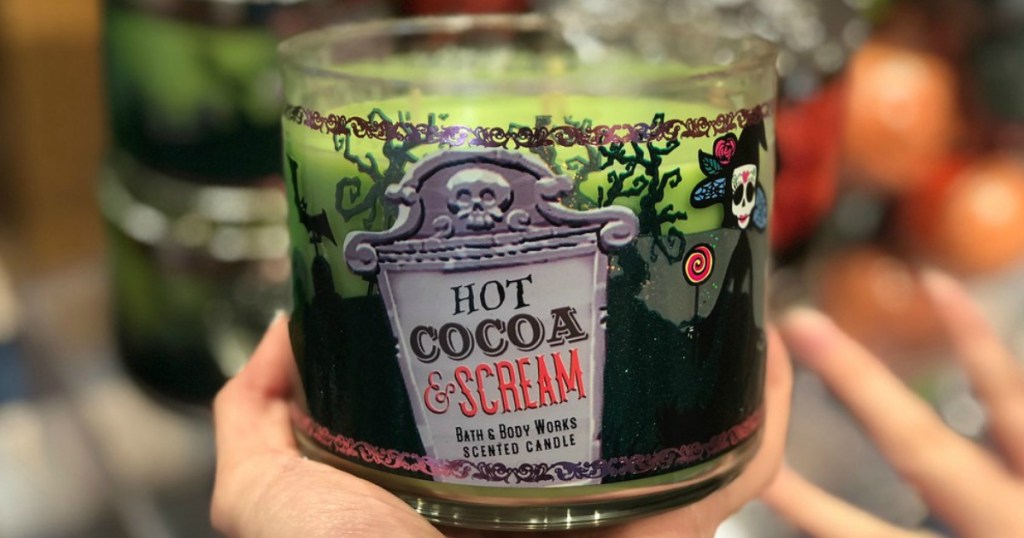 HOT
COCOA
& SCREAM
BATH & BODY WORKS
SCENTED CANDLE